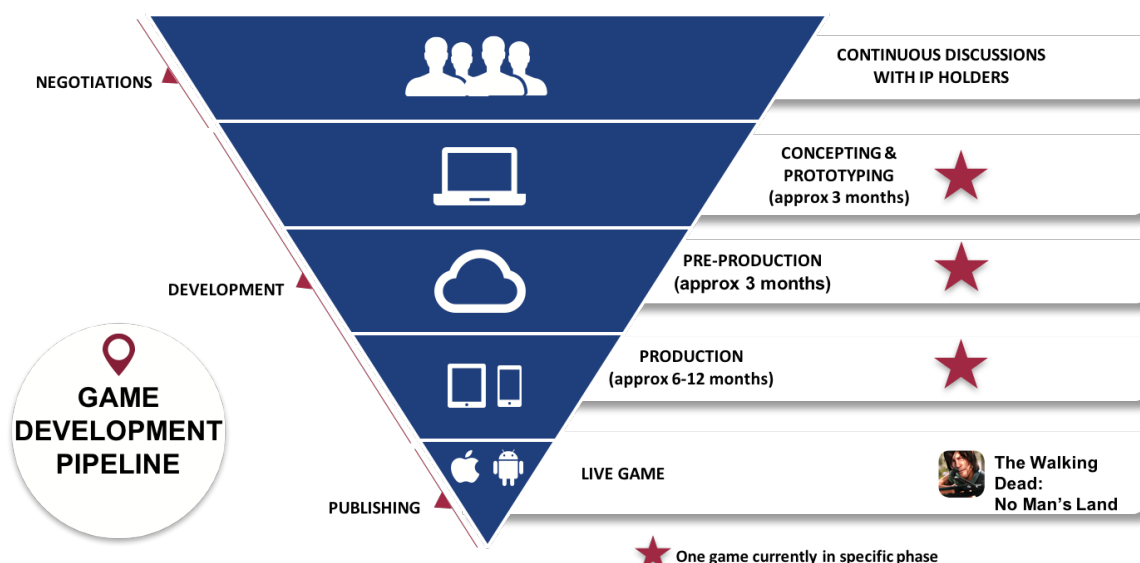 NEGOTIATIONS
CONTINUOUS DISCUSSIONS
WITH IP HOLDERS
CONCEPTING &
PROTOTYPING
(approx 3 months)
DEVELOPMENT
PRE-PRODUCTION
(approx 3 months)
PRODUCTION
(approx 6-12 months)
GAME
DEVELOPMENT
PIPELINE
PUBLISHING
LIVE GAME
The Walking
Dead:
No Man's Land
One game currently in specific phase